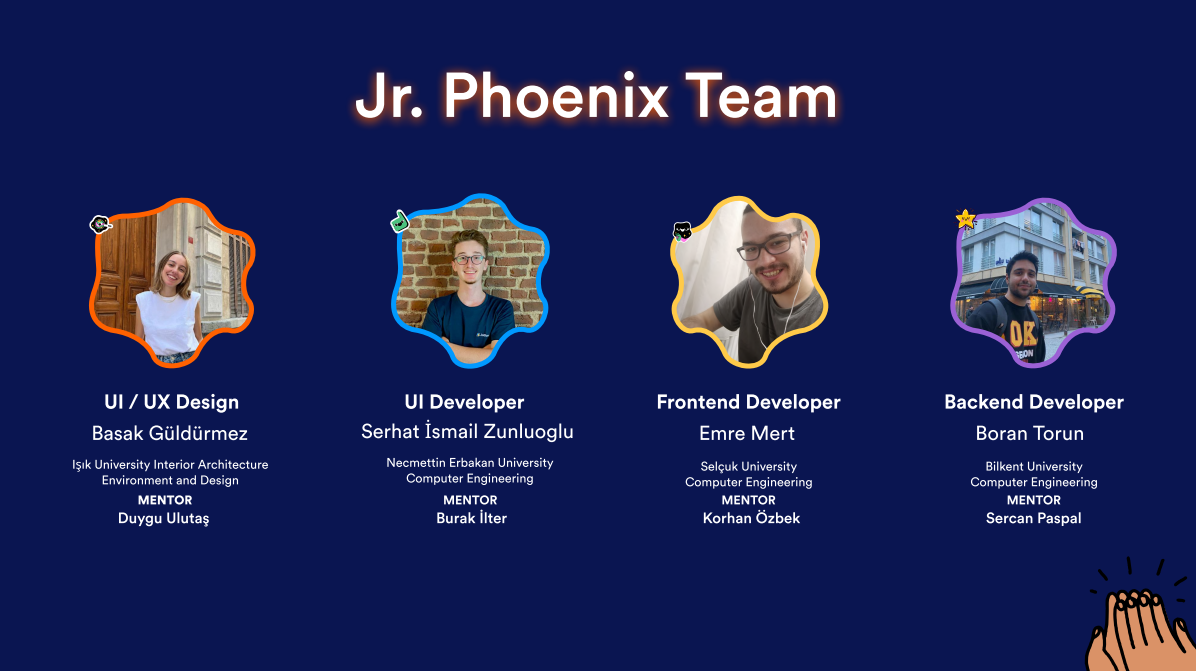 Jr. Phoenix Team
UI / UX Design
Basak Güldürmez
Işık University Interior Architecture
Environment and Design
MENTOR
Duygu Ulutaş
UI Developer
Serhat İsmail Zunluoglu
Necmettin Erbakan University
Computer Engineering
MENTOR
Burak İlter
Frontend Developer
Emre Mert
Selçuk University
Computer Engineering
MENTOR
Korhan Özbek
OK
Backend Developer
Boran Torun
Bilkent University
Computer Engineering
MENTOR
Sercan Paspal